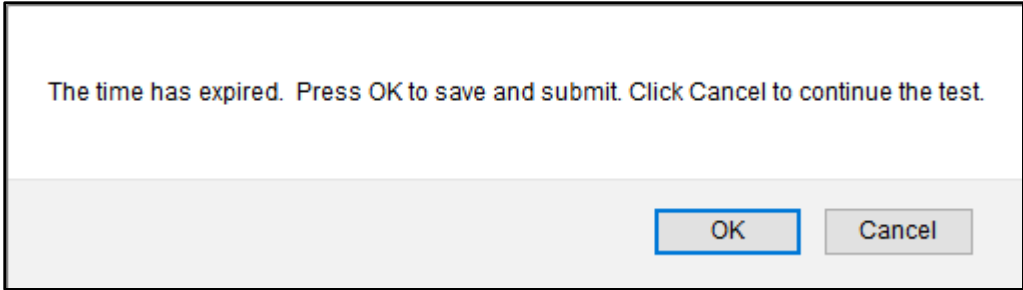 The time has expired.  Press OK to save and submit. Click Cancel to continue the test.
OK
Cancel